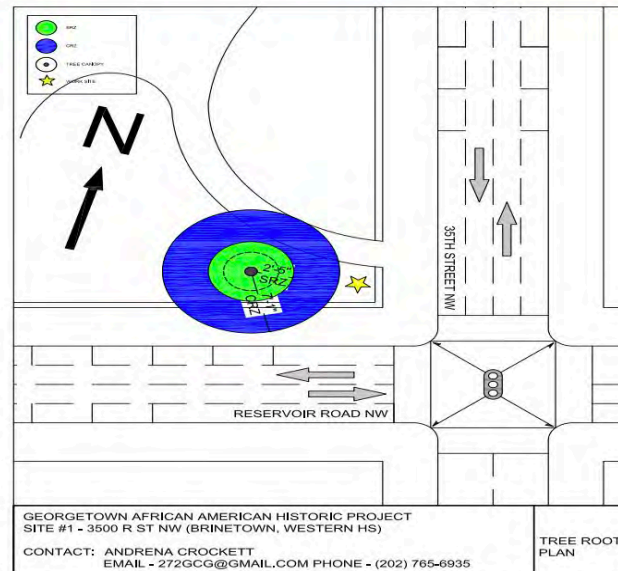 SRZ
CRZ
TREE CANOPY
WORK SITE
N
2'-5"
SRZ
CRZ
35TH STREET NW
RESERVOIR ROAD NW
GEORGETOWN AFRICAN AMERICAN HISTORIC PROJECT
SITE #1 - 3500 R ST NW (BRINETOWN, WESTERN HS)
CONTACT: ANDRENA CROCKETT
EMAIL - 272GCG@GMAIL.COM PHONE - (202) 765-6935
TREE ROOT
PLAN